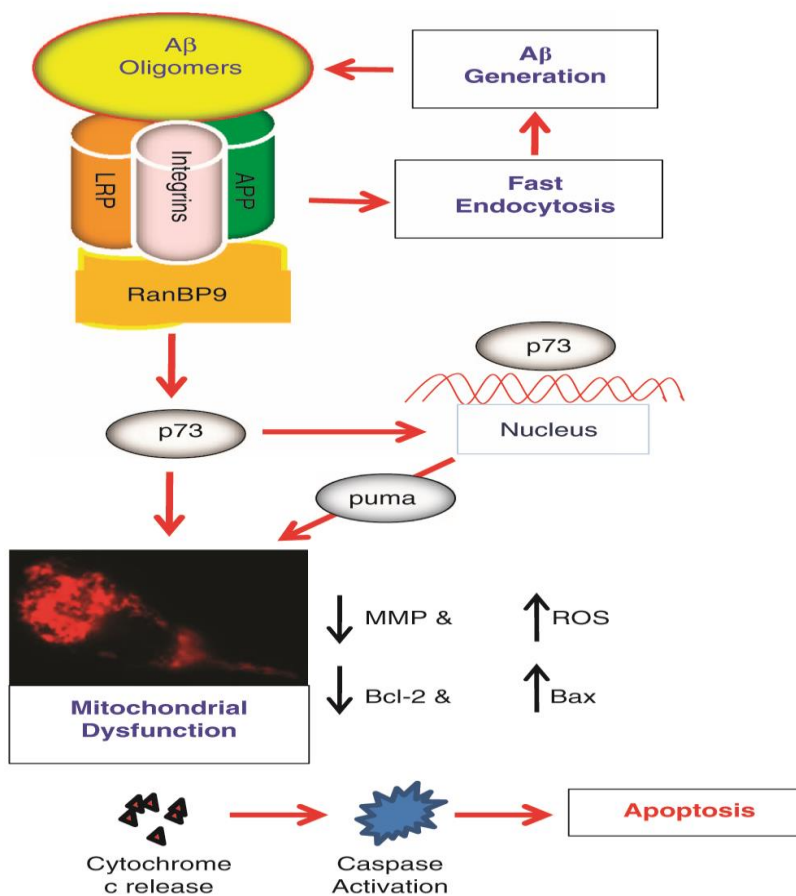 Aβ
Oligomers
Aβ
Generation
LRP
Integrins
APP
Fast
Endocytosis
RanBP9
p73
p73
Nucleus
puma
MMP & ROS
Bcl-2 & Bax
Mitochondrial
Dysfunction
Cytochrome
c release
Caspase
Activation
Apoptosis